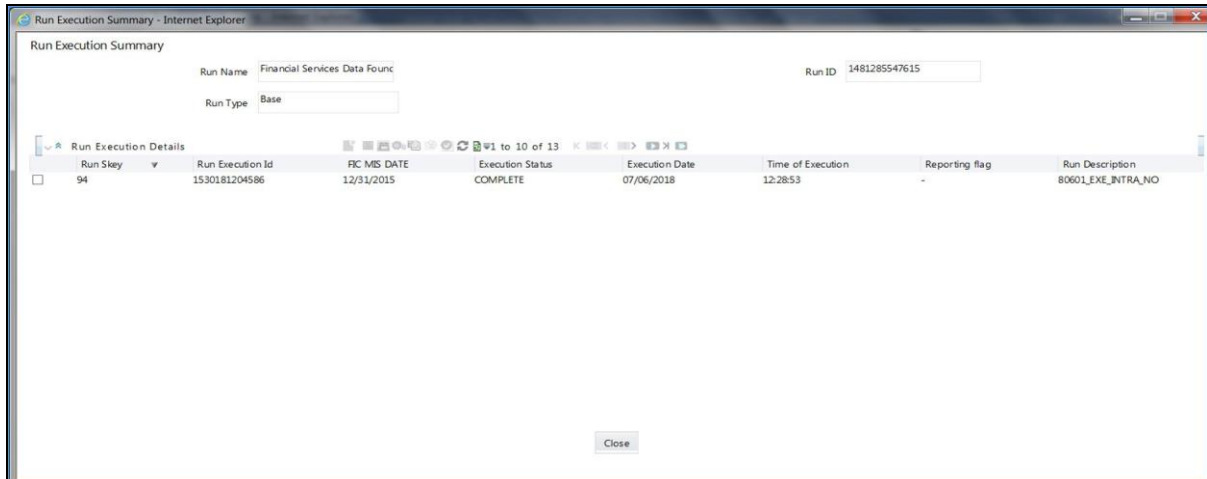 Run Execution Summary - Internet Explorer
Run Execution Summary
Run Name Financial Services Data Found Run ID 1481285547615
Run Type Base
Run Execution Details 1 to 10 of 13
Run Skey Run Execution Id FIC MIS DATE Execution Status Execution Date Time of Execution Reporting flag Run Description
94 1530181204586 12/31/2015 COMPLETE 07/06/2018 12:28:53 - 80601_EXE_INTRA_NO
Close